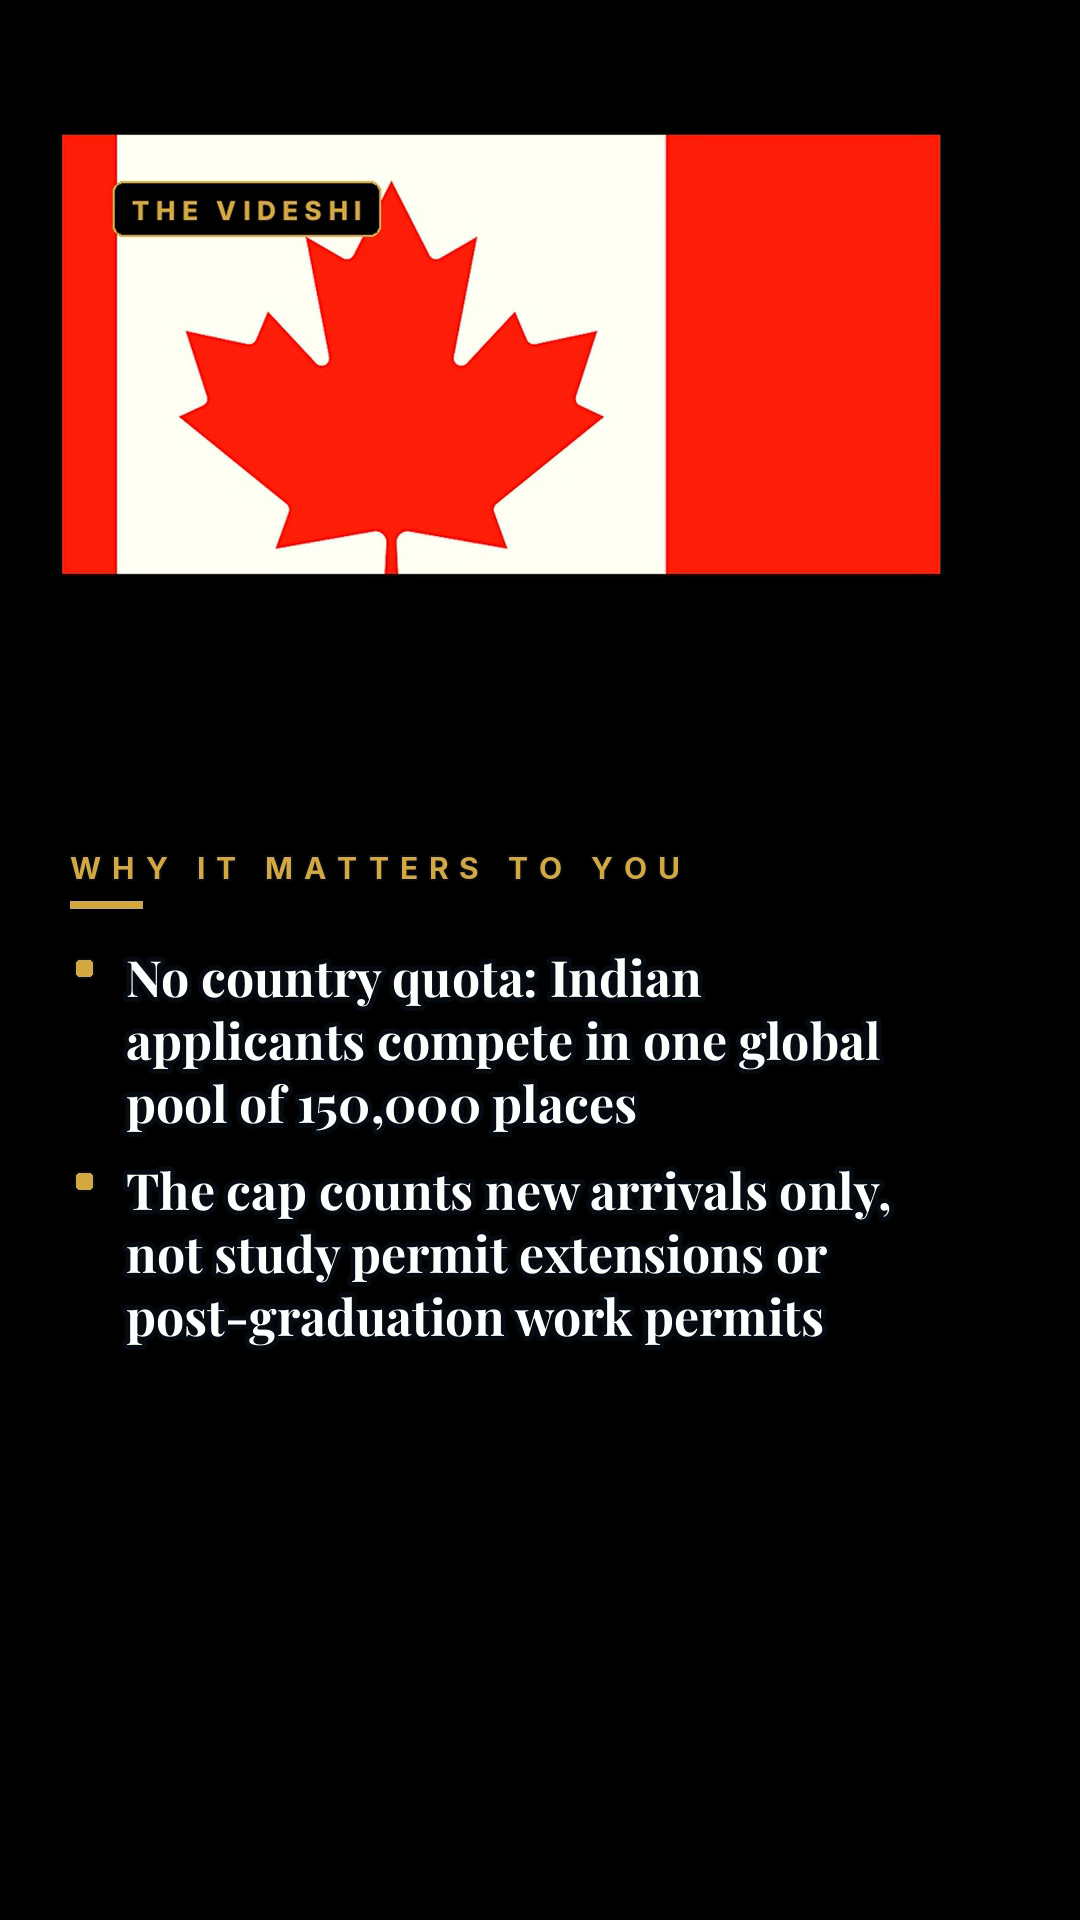 THE VIDESHI
WHY IT MATTERS TO YOU
No country quota: Indian
applicants compete in one global
pool of 150,000 places
The cap counts new arrivals only,
not study permit extensions or
post-graduation work permits